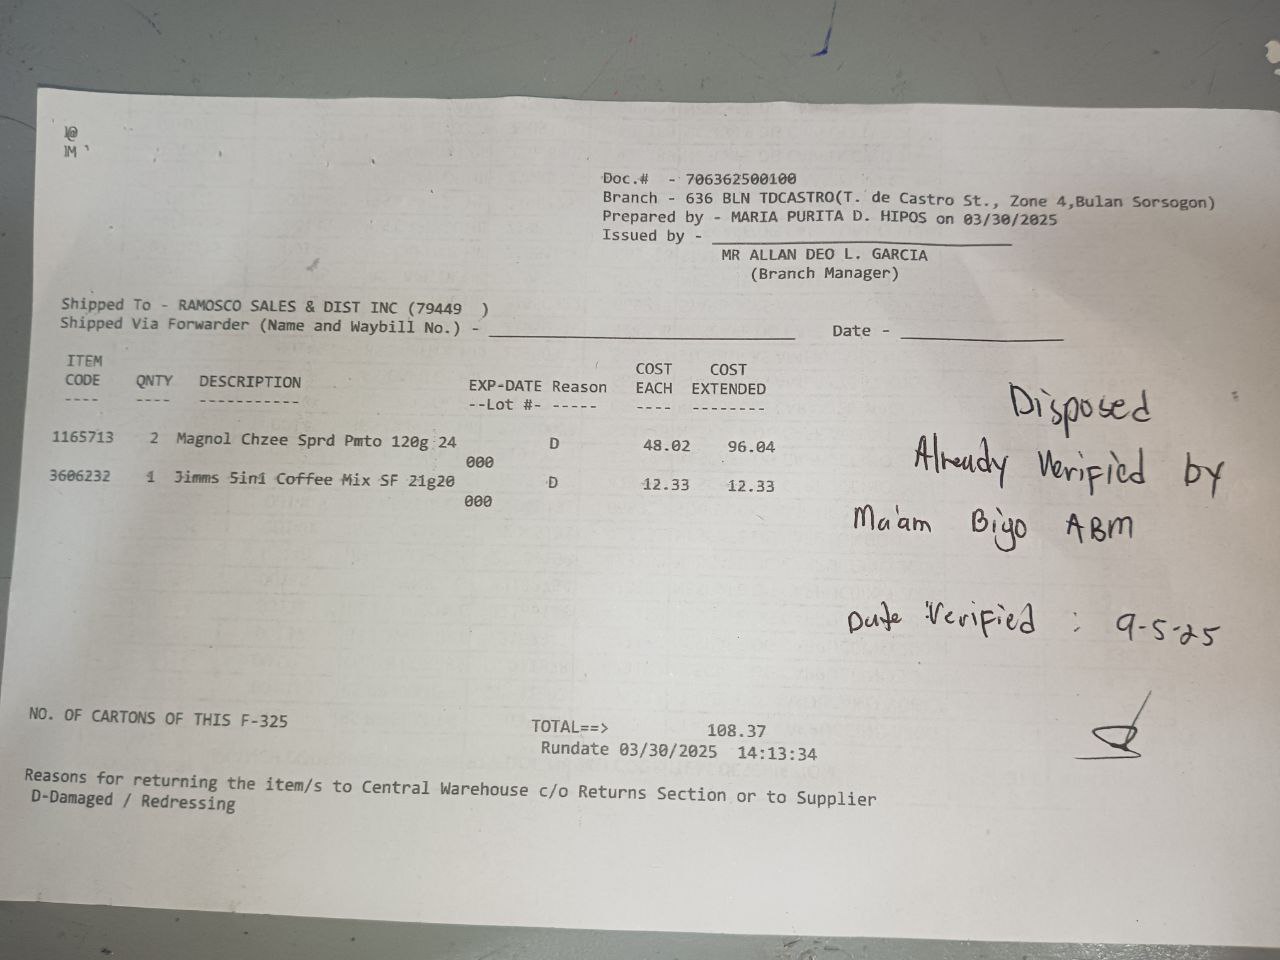 l@
lM
Doc.# - 706362500100
Branch - 636 BLN TDCASTRO(T. de Castro St., Zone 4,Bulan Sorsogon)
Prepared by - MARIA PURITA D. HIPOS on 03/30/2025
Issued by - ____________________
MR ALLAN DEO L. GARCIA
(Branch Manager)
Shipped To - RAMOSCO SALES & DIST INC (79449 )
Shipped Via Forwarder (Name and Waybill No.) - ____________________ Date - ____________________
ITEM COST COST
CODE QNTY DESCRIPTION EXP-DATE Reason EACH EXTENDED
---- ---- ----------- --Lot #- ----- ---- --------
1165713 2 Magnol Chzee Sprd Pmto 120g 24 D 48.02 96.04
000
3606232 1 Jimms 5in1 Coffee Mix SF 21g20 D 12.33 12.33
000
Disposed
Already Verified by
Ma'am Biyo ABM
Date Verified : 9-5-25
NO. OF CARTONS OF THIS F-325 TOTAL==> 108.37
Rundate 03/30/2025 14:13:34
Reasons for returning the item/s to Central Warehouse c/o Returns Section or to Supplier
D-Damaged / Redressing